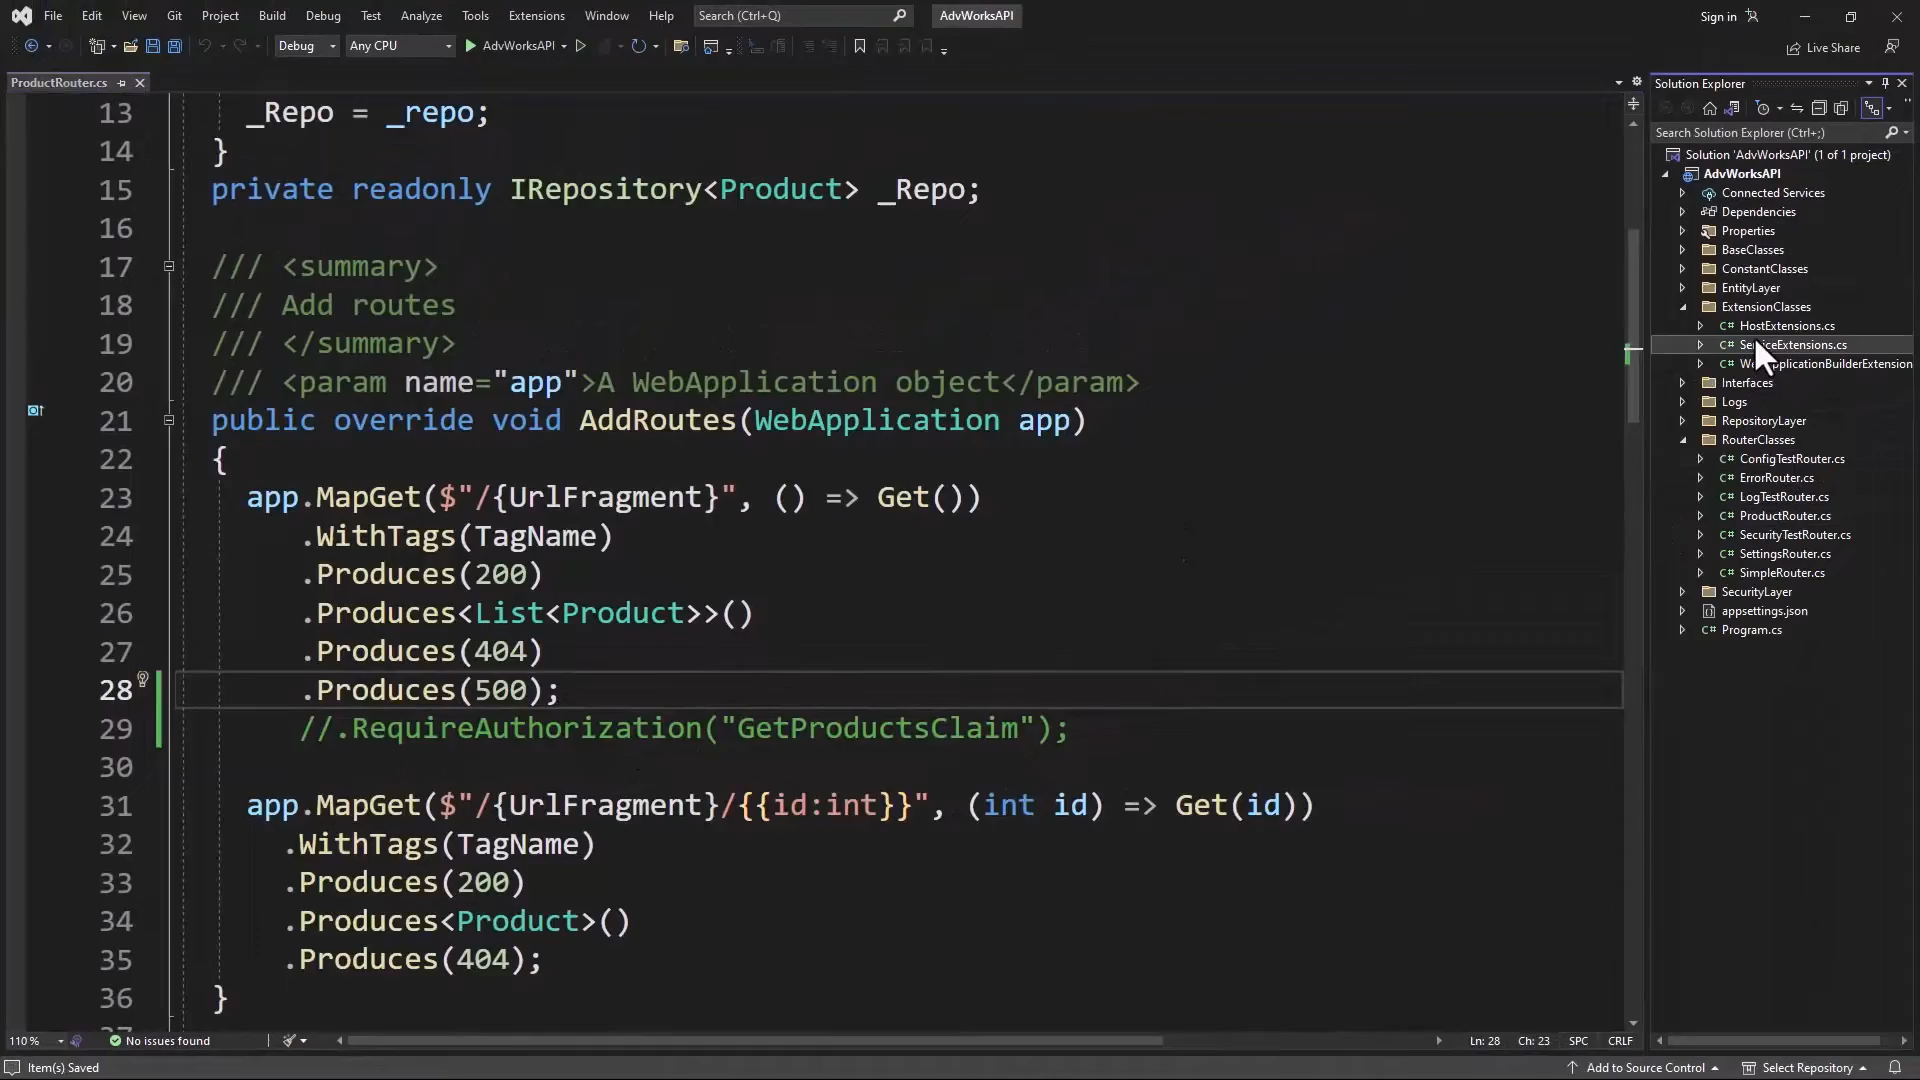 File Edit View Git Project Build Debug Test Analyze Tools Extensions Window Help Search (Ctrl+Q) AdvWorksAPI Sign in
Debug Any CPU AdvWorksAPI Live Share
ProductRouter.cs
13 _Repo = _repo;
14 }
15 private readonly IRepository<Product> _Repo;
16
17 /// <summary>
18 /// Add routes
19 /// </summary>
20 /// <param name="app">A WebApplication object</param>
21 public override void AddRoutes(WebApplication app)
22 {
23 app.MapGet($"/{UrlFragment}", () => Get())
24 .WithTags(TagName)
25 .Produces(200)
26 .Produces<List<Product>>()
27 .Produces(404)
28 .Produces(500);
29 //.RequireAuthorization("GetProductsClaim");
30
31 app.MapGet($"/{UrlFragment}/{{id:int}}", (int id) => Get(id))
32 .WithTags(TagName)
33 .Produces(200)
34 .Produces<Product>()
35 .Produces(404);
36 }
110 % No issues found Ln: 28 Ch: 23 SPC CRLF
Solution Explorer
Search Solution Explorer (Ctrl+;)
Solution 'AdvWorksAPI' (1 of 1 project)
AdvWorksAPI
Connected Services
Dependencies
Properties
BaseClasses
ConstantClasses
EntityLayer
ExtensionClasses
C# HostExtensions.cs
C# ServiceExtensions.cs
C# WebApplicationBuilderExtension
Interfaces
Logs
RepositoryLayer
RouterClasses
C# ConfigTestRouter.cs
C# ErrorRouter.cs
C# LogTestRouter.cs
C# ProductRouter.cs
C# SecurityTestRouter.cs
C# SettingsRouter.cs
C# SimpleRouter.cs
SecurityLayer
appsettings.json
C# Program.cs
Item(s) Saved Add to Source Control Select Repository